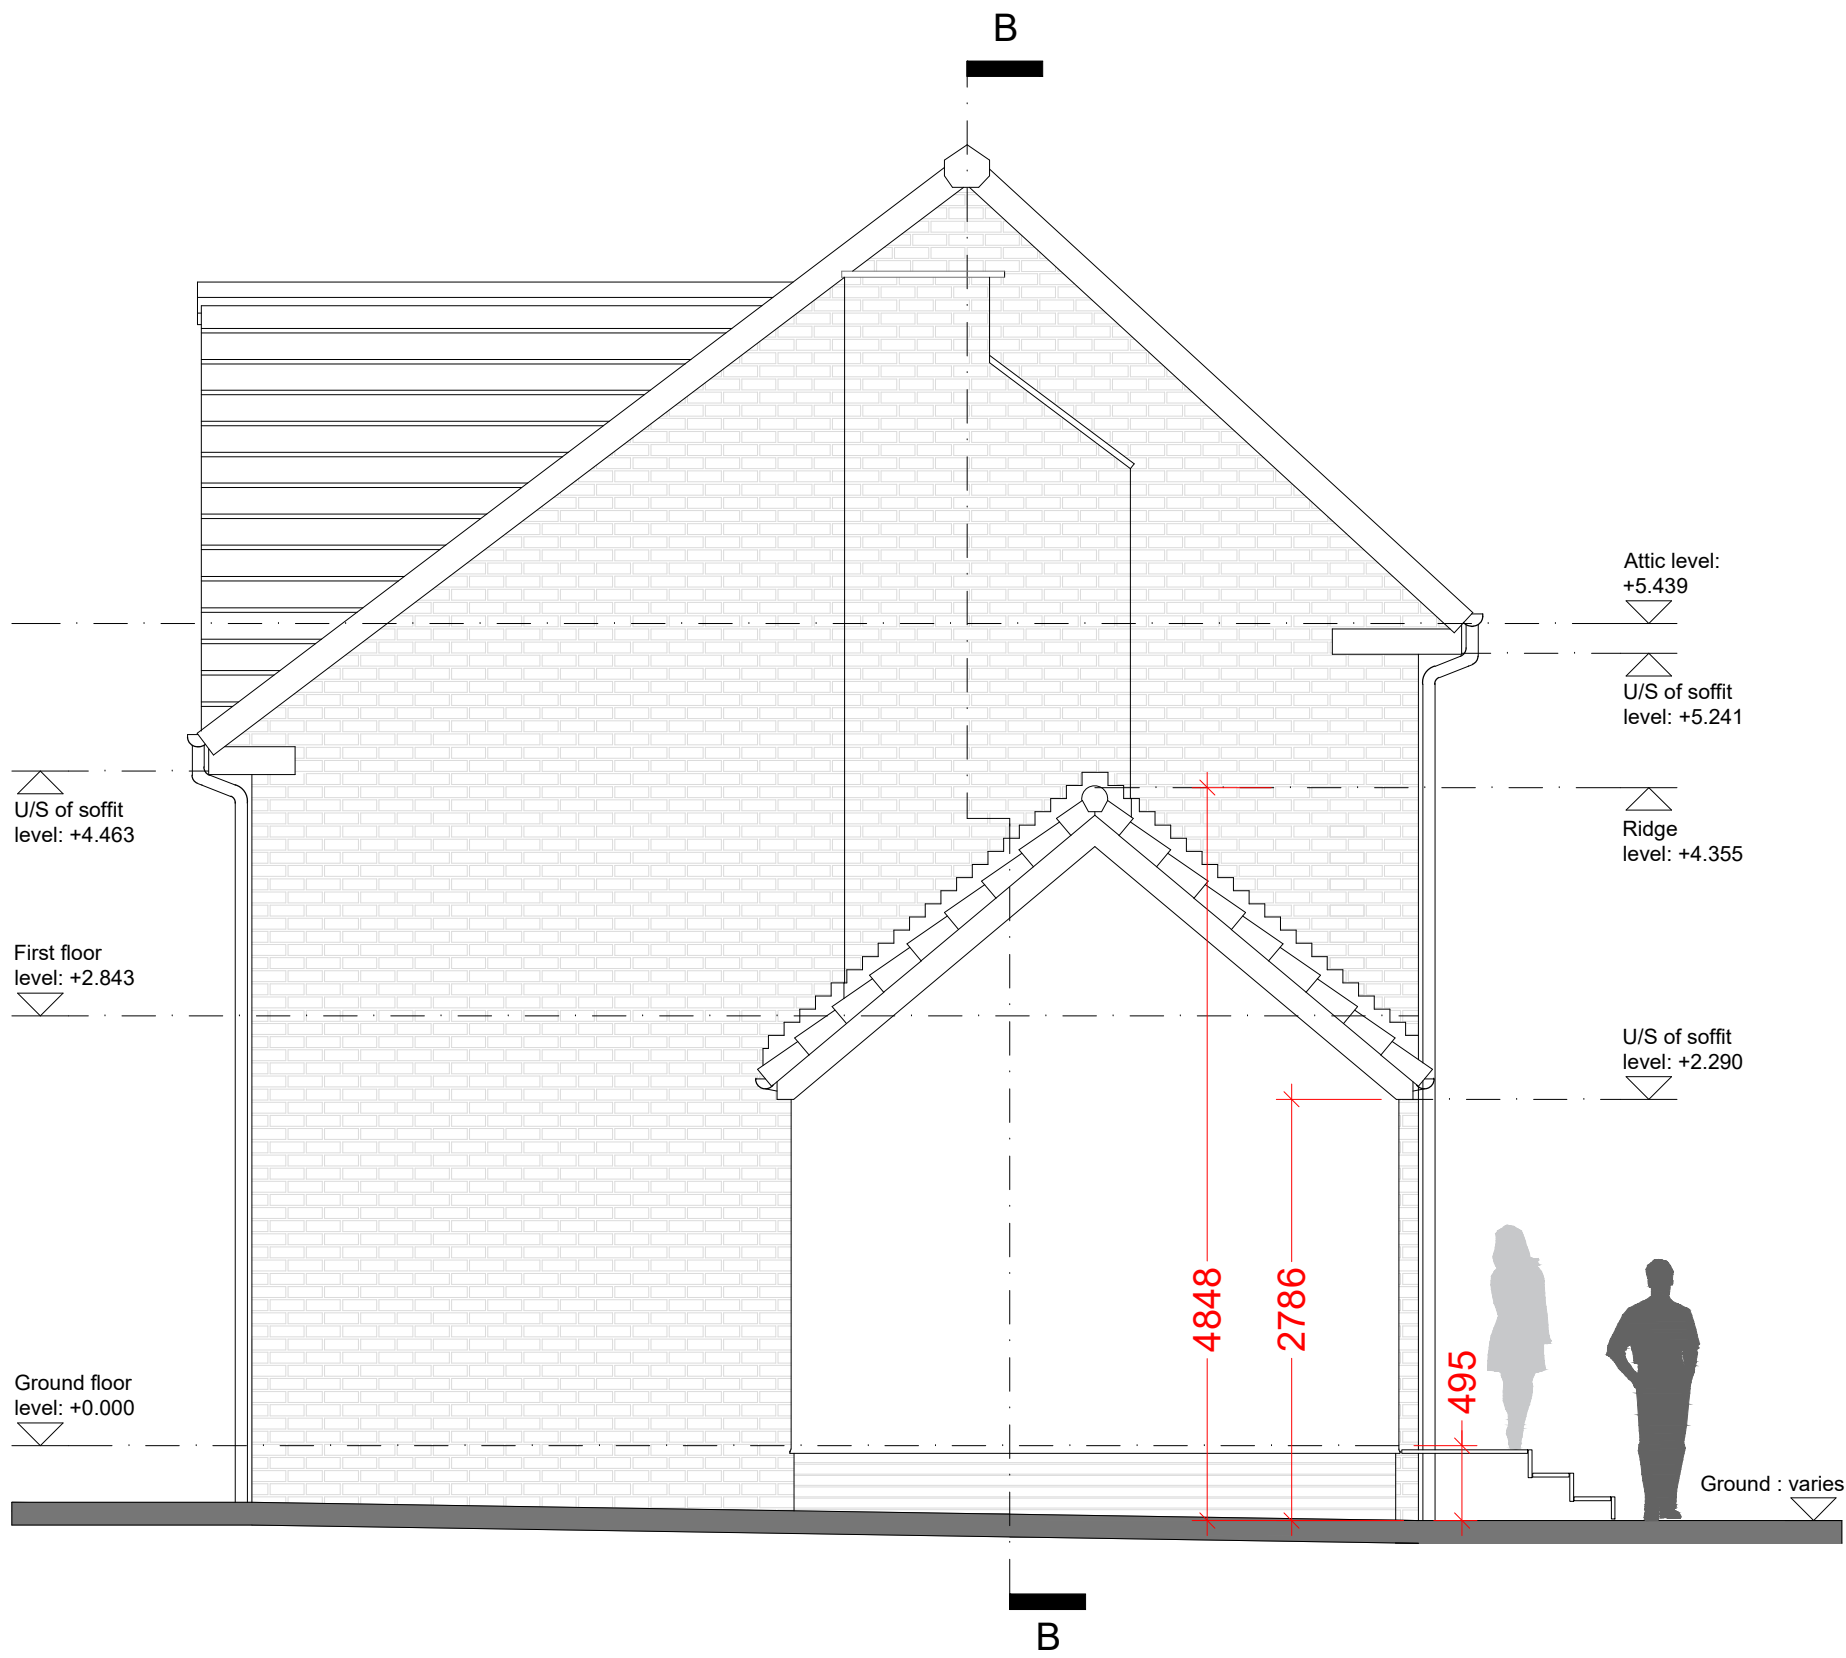 B
Attic level:
+5.439
U/S of soffit
level: +5.241
U/S of soffit
level: +4.463
Ridge
level: +4.355
First floor
level: +2.843
U/S of soffit
level: +2.290
4848
2786
495
Ground floor
level: +0.000
Ground : varies
B